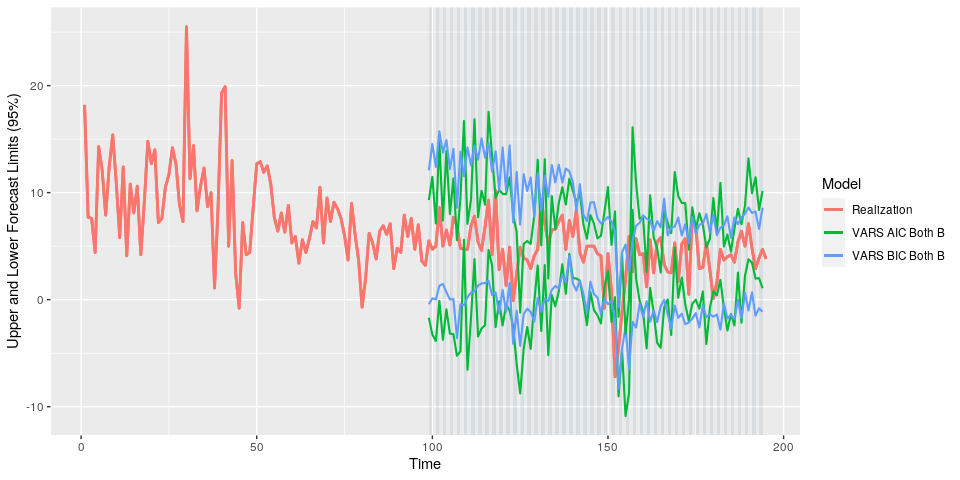 Upper and Lower Forecast Limits (95%)
20
10
0
-10
0
50
100
150
200
Time
Model
Realization
VARS AIC Both B
VARS BIC Both B